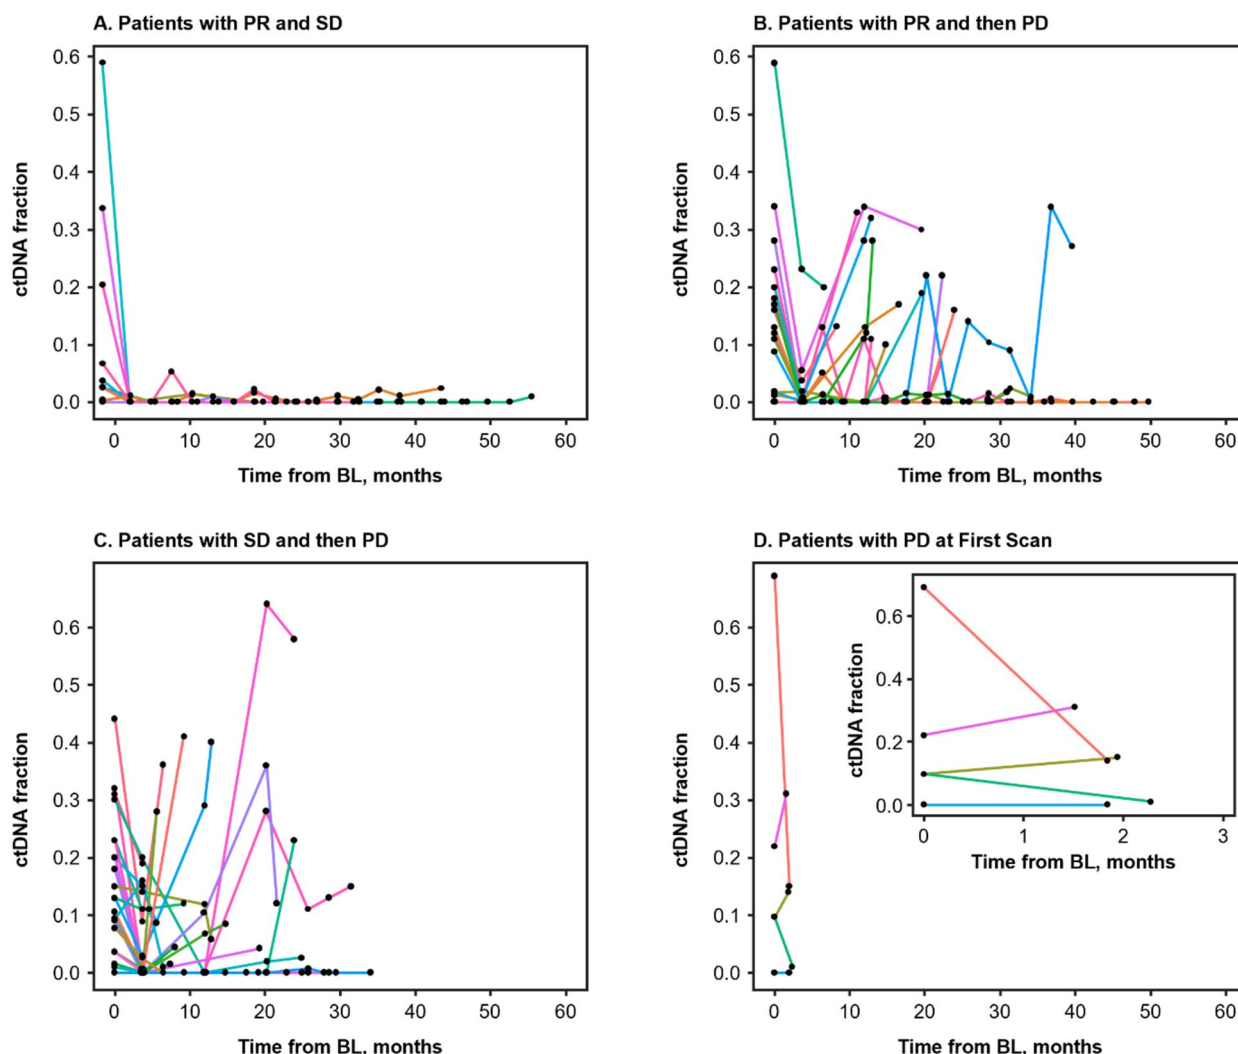 A. Patients with PR and SD
0.6
0.5
0.4
0.3
0.2
0.1
0.0
ctDNA fraction
0 10 20 30 40 50 60
Time from BL, months
B. Patients with PR and then PD
0.6
0.5
0.4
0.3
0.2
0.1
0.0
ctDNA fraction
0 10 20 30 40 50 60
Time from BL, months
C. Patients with SD and then PD
0.6
0.5
0.4
0.3
0.2
0.1
0.0
ctDNA fraction
0 10 20 30 40 50 60
Time from BL, months
D. Patients with PD at First Scan
0.6
0.5
0.4
0.3
0.2
0.1
0.0
ctDNA fraction
0 10 20 30 40 50 60
Time from BL, months
0.6
0.4
0.2
0.0
ctDNA fraction
0 1 2 3
Time from BL, months